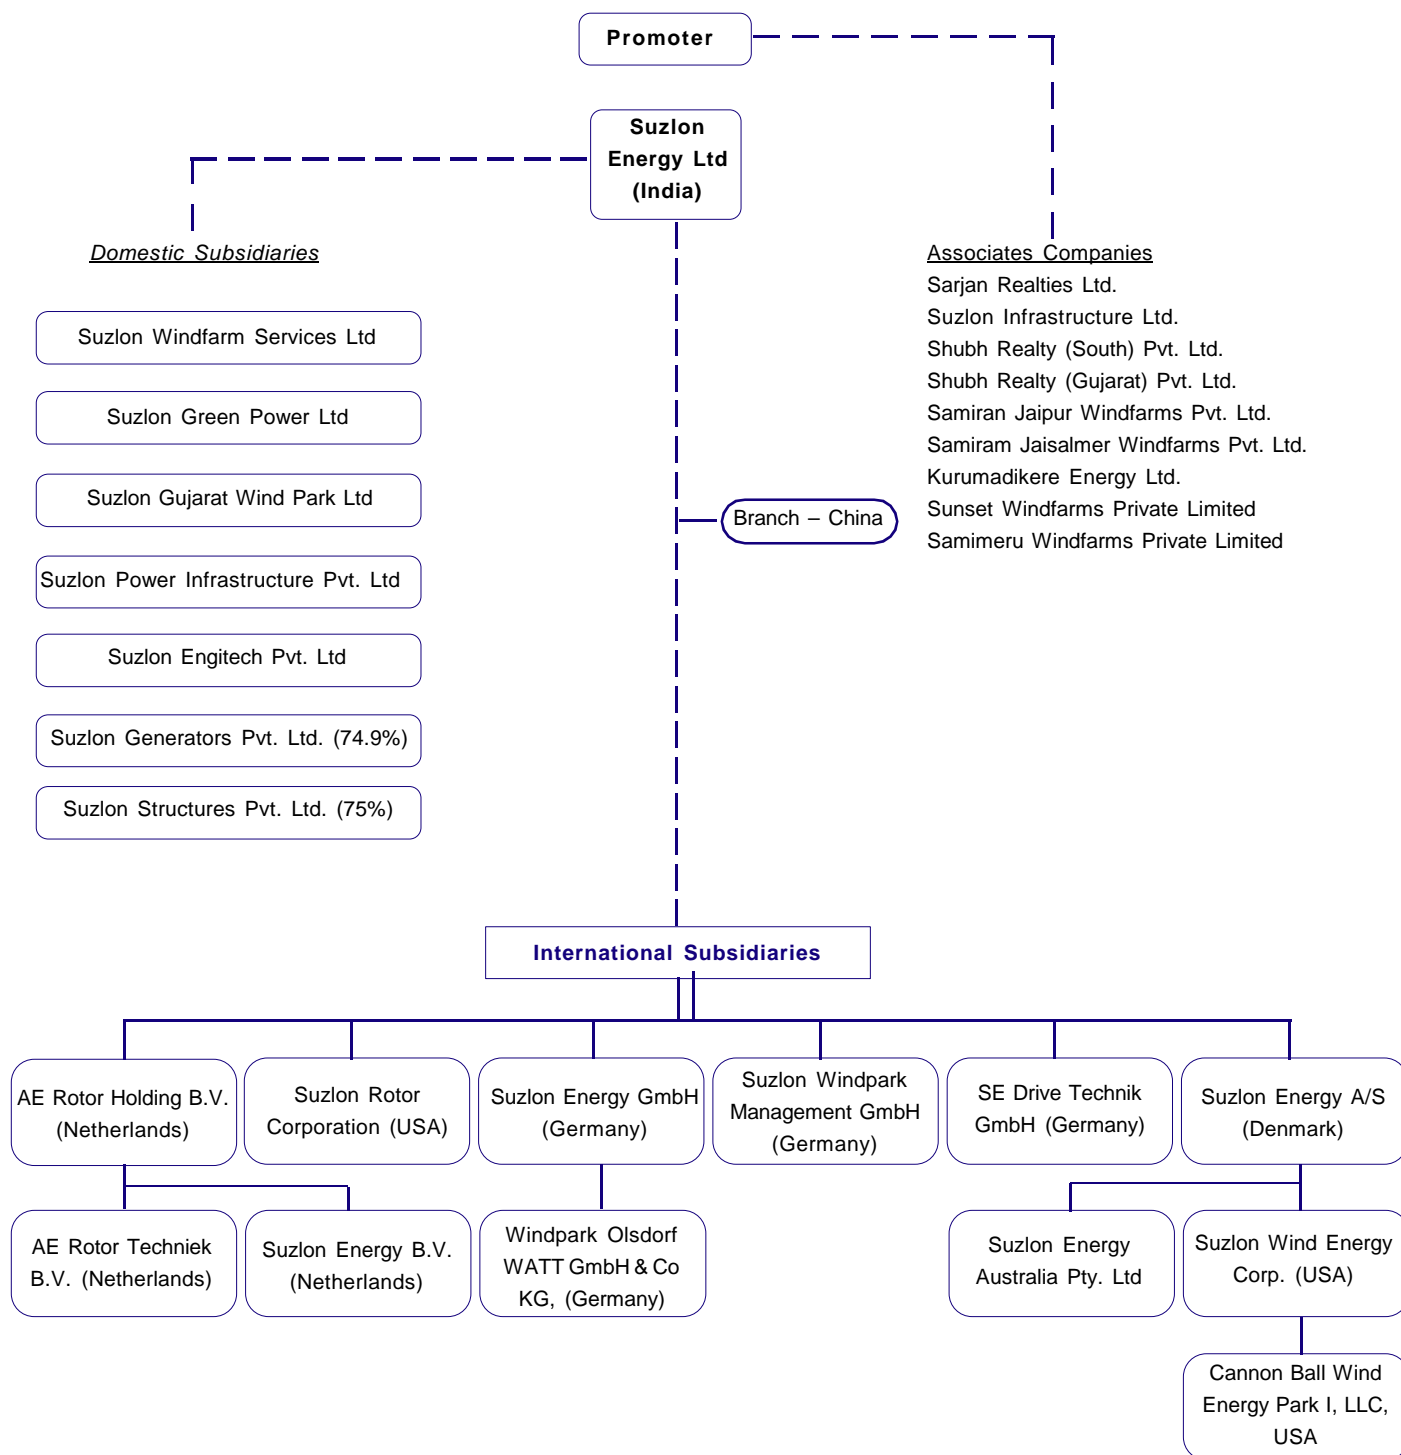 Promoter
Suzlon
Energy Ltd
(India)
Domestic Subsidiaries
Suzlon Windfarm Services Ltd
Suzlon Green Power Ltd
Suzlon Gujarat Wind Park Ltd
Suzlon Power Infrastructure Pvt. Ltd
Suzlon Engitech Pvt. Ltd
Suzlon Generators Pvt. Ltd. (74.9%)
Suzlon Structures Pvt. Ltd. (75%)
Associates Companies
Sarjan Realties Ltd.
Suzlon Infrastructure Ltd.
Shubh Realty (South) Pvt. Ltd.
Shubh Realty (Gujarat) Pvt. Ltd.
Samiran Jaipur Windfarms Pvt. Ltd.
Samiram Jaisalmer Windfarms Pvt. Ltd.
Kurumadikere Energy Ltd.
Sunset Windfarms Private Limited
Samimeru Windfarms Private Limited
Branch – China
International Subsidiaries
AE Rotor Holding B.V.
(Netherlands)
Suzlon Rotor
Corporation (USA)
Suzlon Energy GmbH
(Germany)
Suzlon Windpark
Management GmbH
(Germany)
SE Drive Technik
GmbH (Germany)
Suzlon Energy A/S
(Denmark)
AE Rotor Techniek
B.V. (Netherlands)
Suzlon Energy B.V.
(Netherlands)
Windpark Olsdorf
WATT GmbH & Co
KG, (Germany)
Suzlon Energy
Australia Pty. Ltd
Suzlon Wind Energy
Corp. (USA)
Cannon Ball Wind
Energy Park I, LLC,
USA